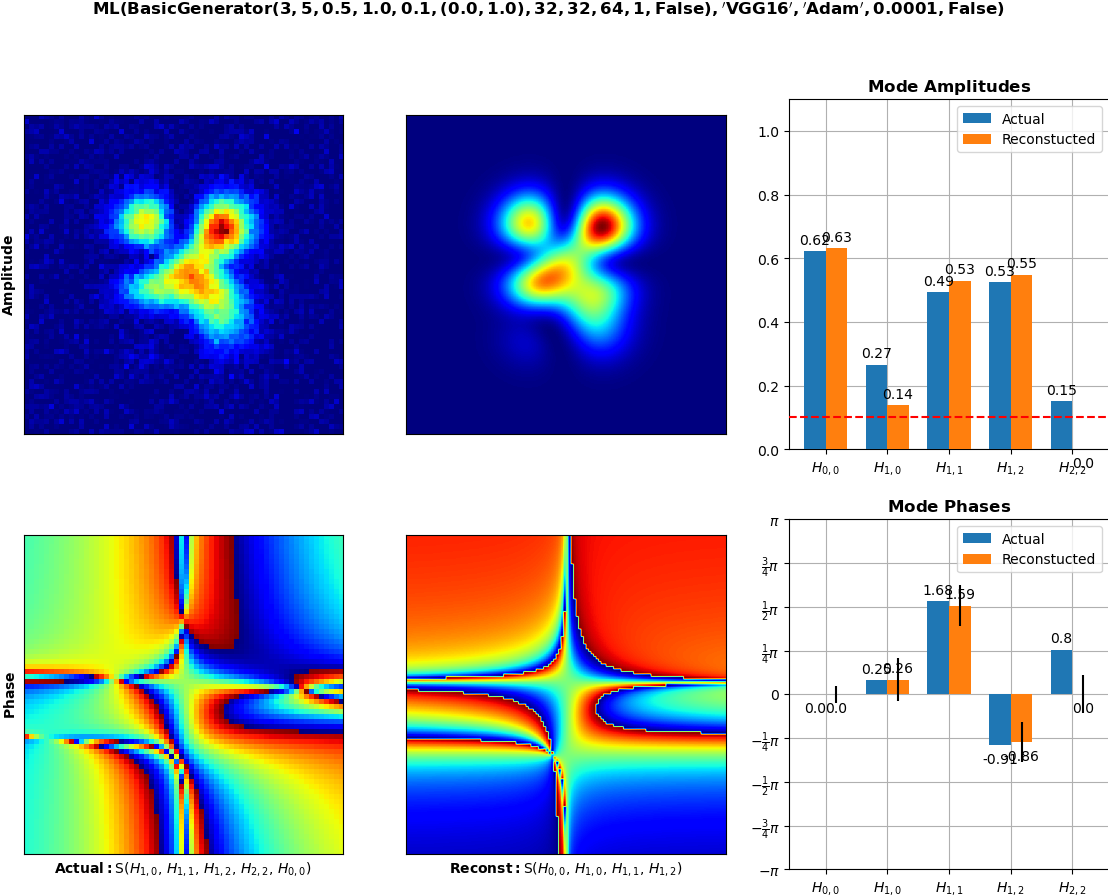 ML(BasicGenerator(3, 5, 0.5, 1.0, 0.1, (0.0, 1.0), 32, 32, 64, 1, False), ′VGG16′, ′Adam′, 0.0001, False)
Amplitude
Mode Amplitudes
Actual
Reconstucted
1.0
0.8
0.6
0.4
0.2
0.0
0.62
0.63
0.27
0.14
0.49
0.53
0.53
0.55
0.15
0.0
H0,0
H1,0
H1,1
H1,2
H2,2
Phase
Actual: S(H1,0, H1,1, H1,2, H2,2, H0,0)
Reconst: S(H0,0, H1,0, H1,1, H1,2)
Mode Phases
Actual
Reconstucted
π
3/4π
1/2π
1/4π
0
−1/4π
−1/2π
−3/4π
−π
0.0
0.0
0.26
1.68
1.59
-0.91
-0.86
0.8
0.0
H0,0
H1,0
H1,1
H1,2
H2,2